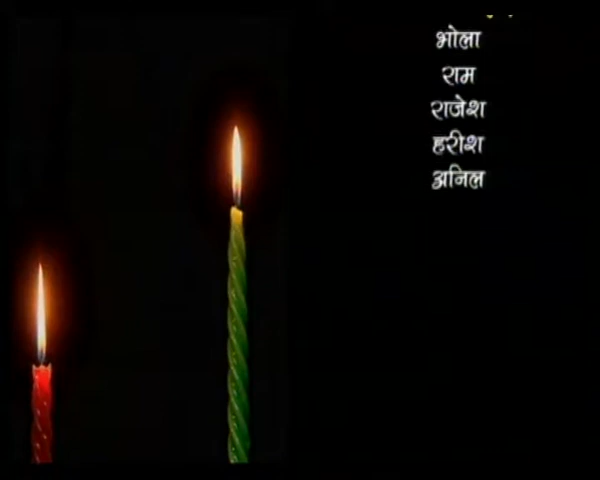 भोला
राम
राजेश
हरीश
अनिल